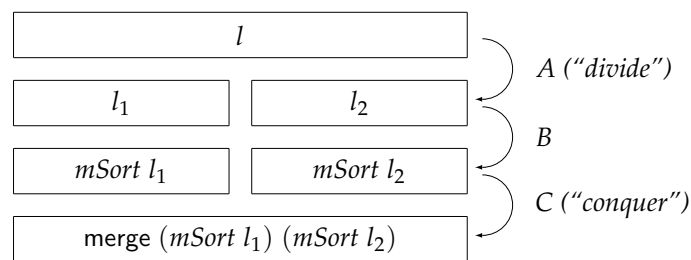 l
A (“divide”)
l₁ l₂
B
mSort l₁ mSort l₂
C (“conquer”)
merge (mSort l₁) (mSort l₂)